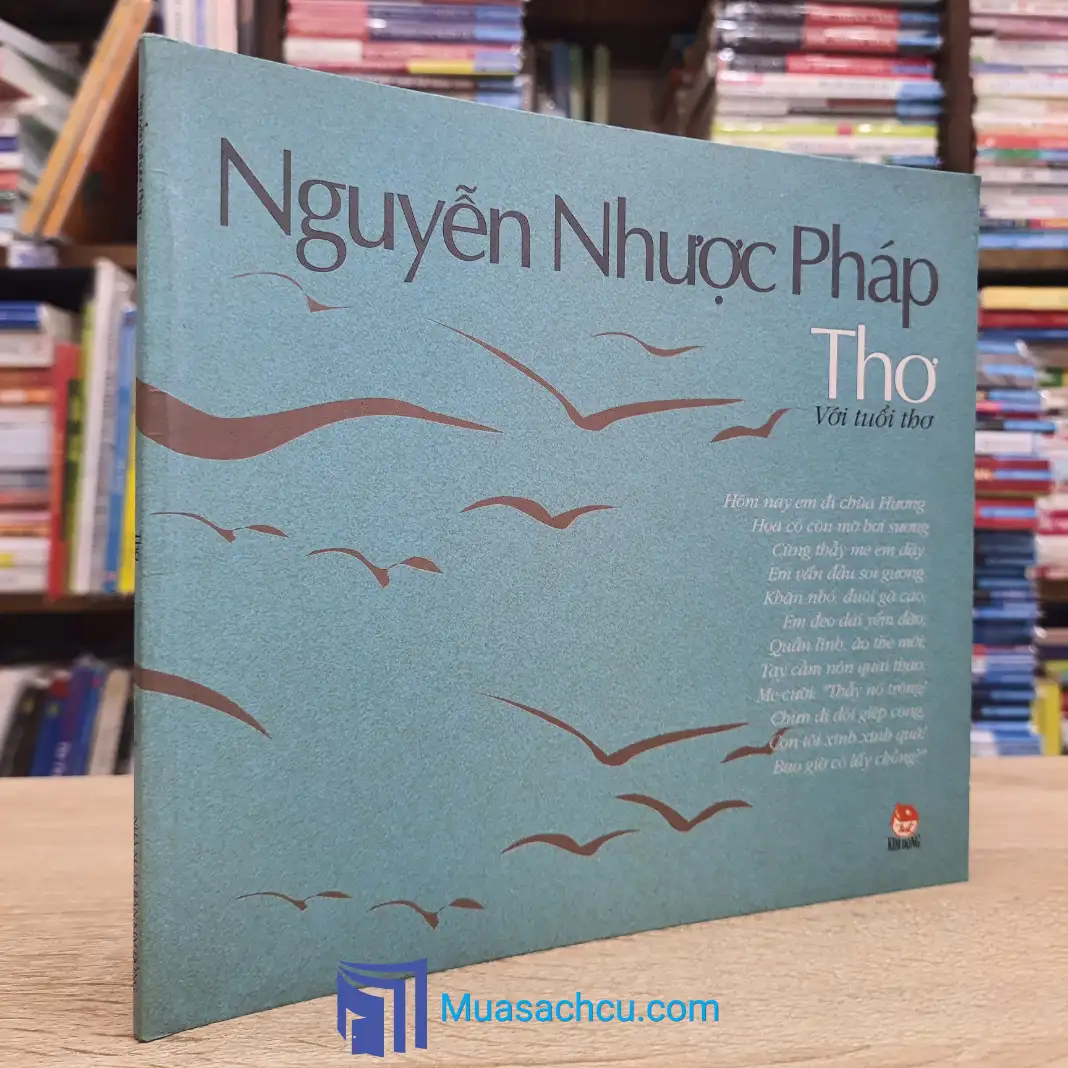 Nguyễn Nhược Pháp
Thơ
Với tuổi thơ
Hôm nay em đi chùa Hương
Hoa cỏ còn mờ hơi sương
Cùng thầy me em dậy
Em vấn đầu soi gương
Khăn nhỏ, đuôi gà cao,
Em đeo dải yếm đào;
Quần lĩnh, áo the mới;
Tay cầm nón quai thao.
Me cười: "Thầy nó trông!
Chân đi đôi giép cong,
Con tôi xinh xinh quá!
Bao giờ cô lấy chồng?"
KIM ĐỒNG
Thơ
Muasachcu.com